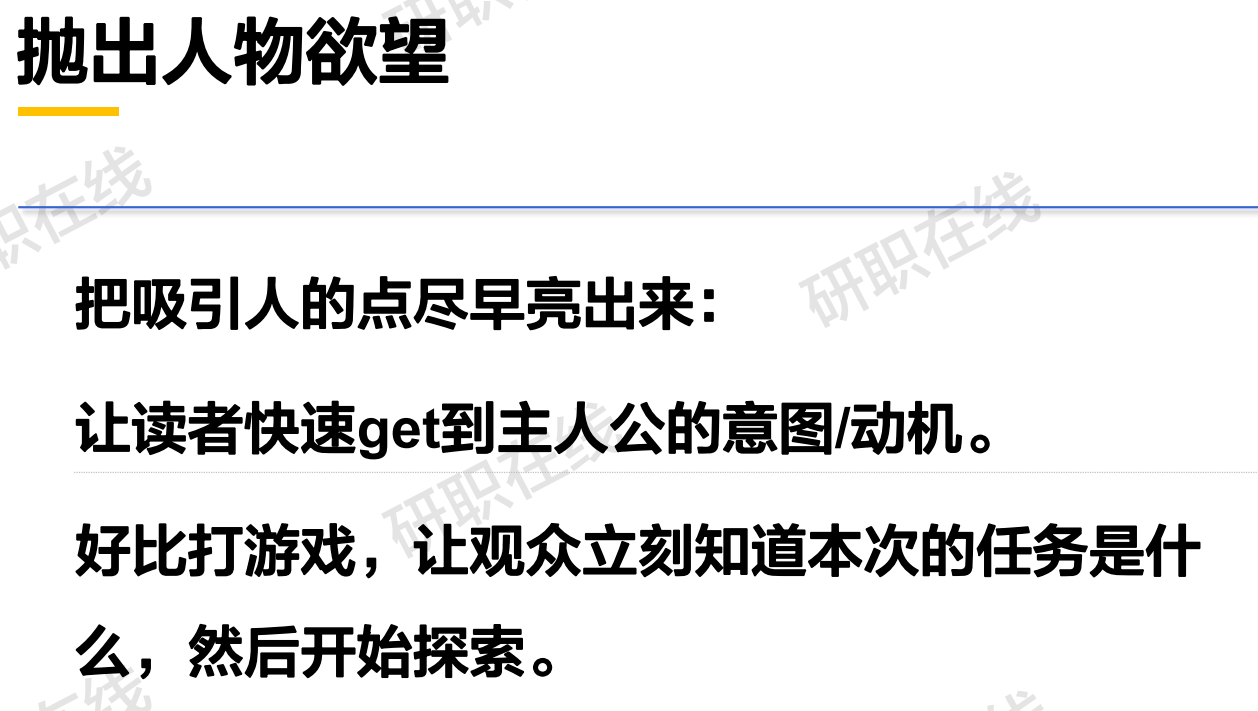 抛出人物欲望
把吸引人的点尽早亮出来：
让读者快速get到主人公的意图/动机。
好比打游戏，让观众立刻知道本次的任务是什
么，然后开始探索。
研职在线
研职在线
研职在线